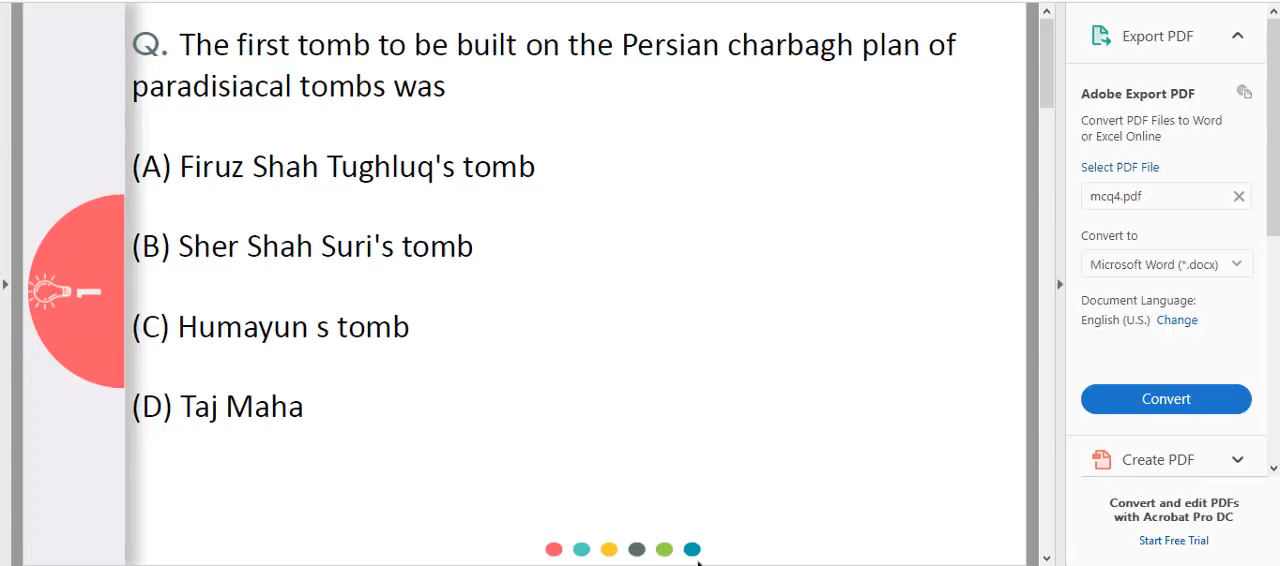 Q. The first tomb to be built on the Persian charbagh plan of
paradisiacal tombs was
(A) Firuz Shah Tughluq's tomb
(B) Sher Shah Suri's tomb
(C) Humayun s tomb
(D) Taj Maha
1
Export PDF
Adobe Export PDF
Convert PDF Files to Word
or Excel Online
Select PDF File
mcq4.pdf
Convert to
Microsoft Word (*.docx)
Document Language:
English (U.S.) Change
Convert
Create PDF
Convert and edit PDFs
with Acrobat Pro DC
Start Free Trial